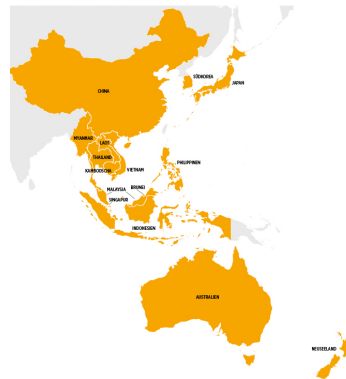 SÜDKOREA
JAPAN
CHINA
MYANMAR
LAOS
THAILAND
VIETNAM
PHILIPPINEN
KAMBODSCHA
MALAYSIA
BRUNEI
SINGAPUR
INDONESIEN
AUSTRALIEN
NEUSEELAND